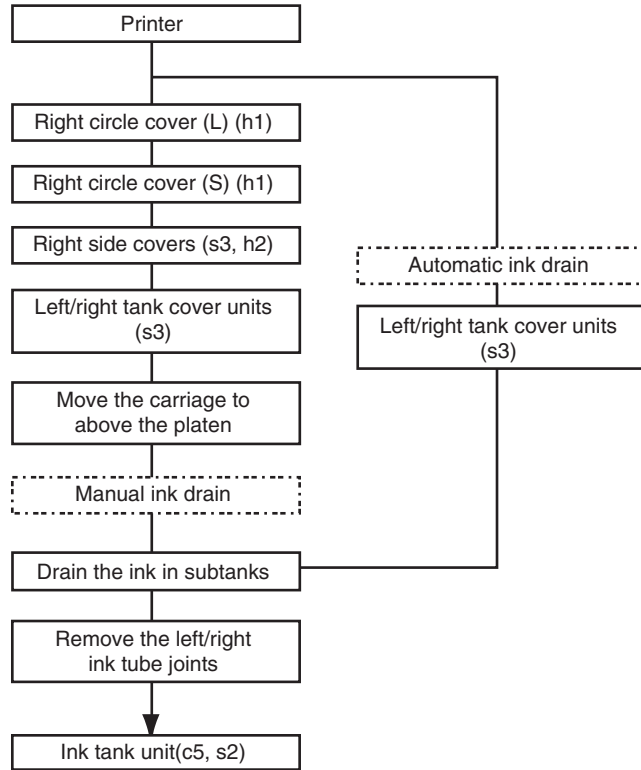 Printer
Right circle cover (L) (h1)
Right circle cover (S) (h1)
Right side covers (s3, h2)
Left/right tank cover units
(s3)
Move the carriage to
above the platen
Manual ink drain
Automatic ink drain
Left/right tank cover units
(s3)
Drain the ink in subtanks
Remove the left/right
ink tube joints
Ink tank unit(c5, s2)